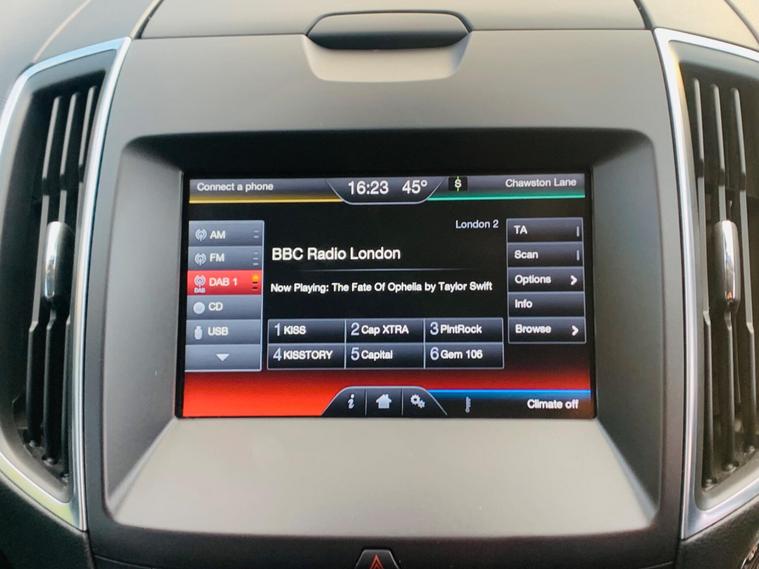 Connect a phone 16:23 45° $ Chawston Lane
London 2
AM
FM
DAB 1
DAB
CD
USB
BBC Radio London
Now Playing: The Fate Of Ophelia by Taylor Swift
1 KISS 2 Cap XTRA 3 PlntRock
4 KISSTORY 5 Capital 6 Gem 106
TA
Scan
Options
Info
Browse
i
Climate off